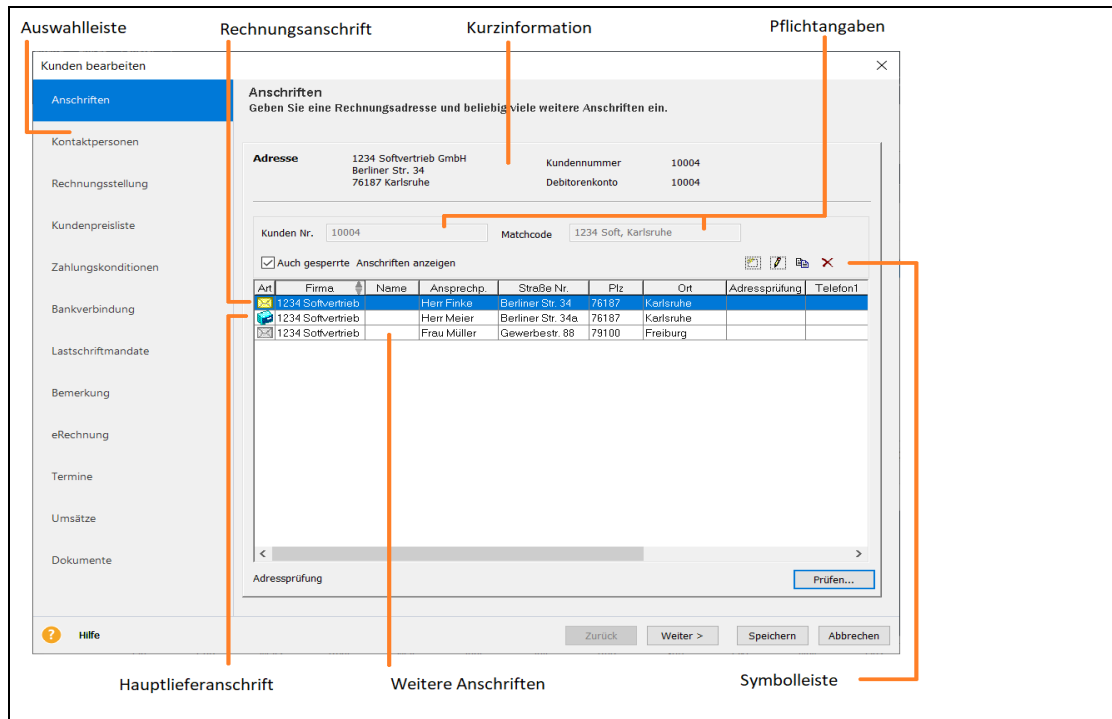 Auswahlleiste Rechnungsanschrift Kurzinformation Pflichtangaben
Kunden bearbeiten
Anschriften
Kontaktpersonen
Rechnungsstellung
Kundenpreisliste
Zahlungskonditionen
Bankverbindung
Lastschriftmandate
Bemerkung
eRechnung
Termine
Umsätze
Dokumente
Anschriften
Geben Sie eine Rechnungsadresse und beliebig viele weitere Anschriften ein.
Adresse 1234 Softvertrieb GmbH Kundennummer 10004
Berliner Str. 34
76187 Karlsruhe Debitorenkonto 10004
Kunden Nr. 10004 Matchcode 1234 Soft, Karlsruhe
Auch gesperrte Anschriften anzeigen
Art Firma Name Ansprechp. Straße Nr. Plz Ort Adressprüfung Telefon1
1234 Softvertrieb Herr Finke Berliner Str. 34 76187 Karlsruhe
1234 Softvertrieb Herr Meier Berliner Str. 34a 76187 Karlsruhe
1234 Softvertrieb Frau Müller Gewerbestr. 88 79100 Freiburg
Adressprüfung Prüfen...
? Hilfe Zurück Weiter > Speichern Abbrechen
Hauptlieferanschrift Weitere Anschriften Symbolleiste